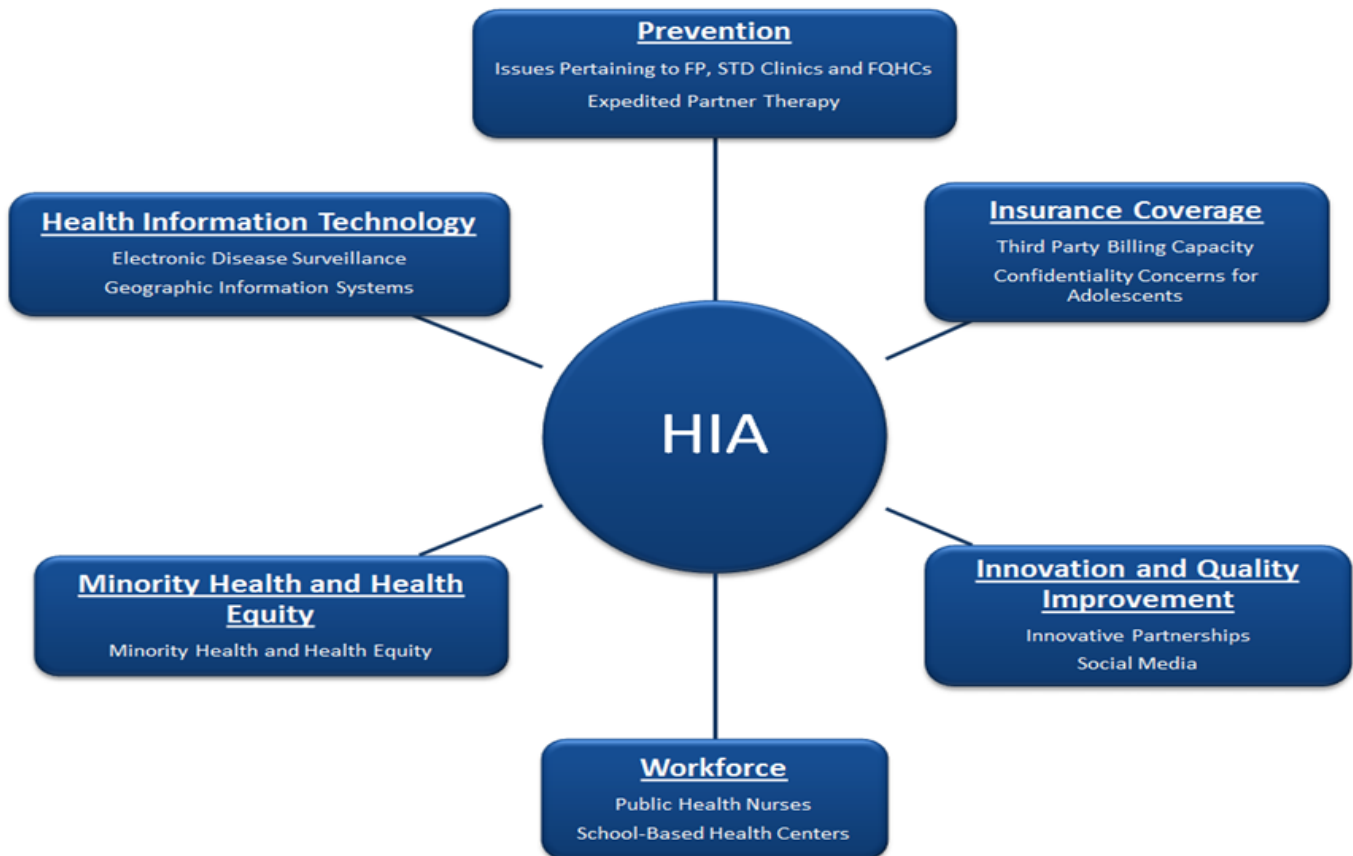 Prevention
Issues Pertaining to FP, STD Clinics and FQHCs
Expedited Partner Therapy
Health Information Technology
Electronic Disease Surveillance
Geographic Information Systems
Insurance Coverage
Third Party Billing Capacity
Confidentiality Concerns for
Adolescents
HIA
Minority Health and Health
Equity
Minority Health and Health Equity
Innovation and Quality
Improvement
Innovative Partnerships
Social Media
Workforce
Public Health Nurses
School-Based Health Centers